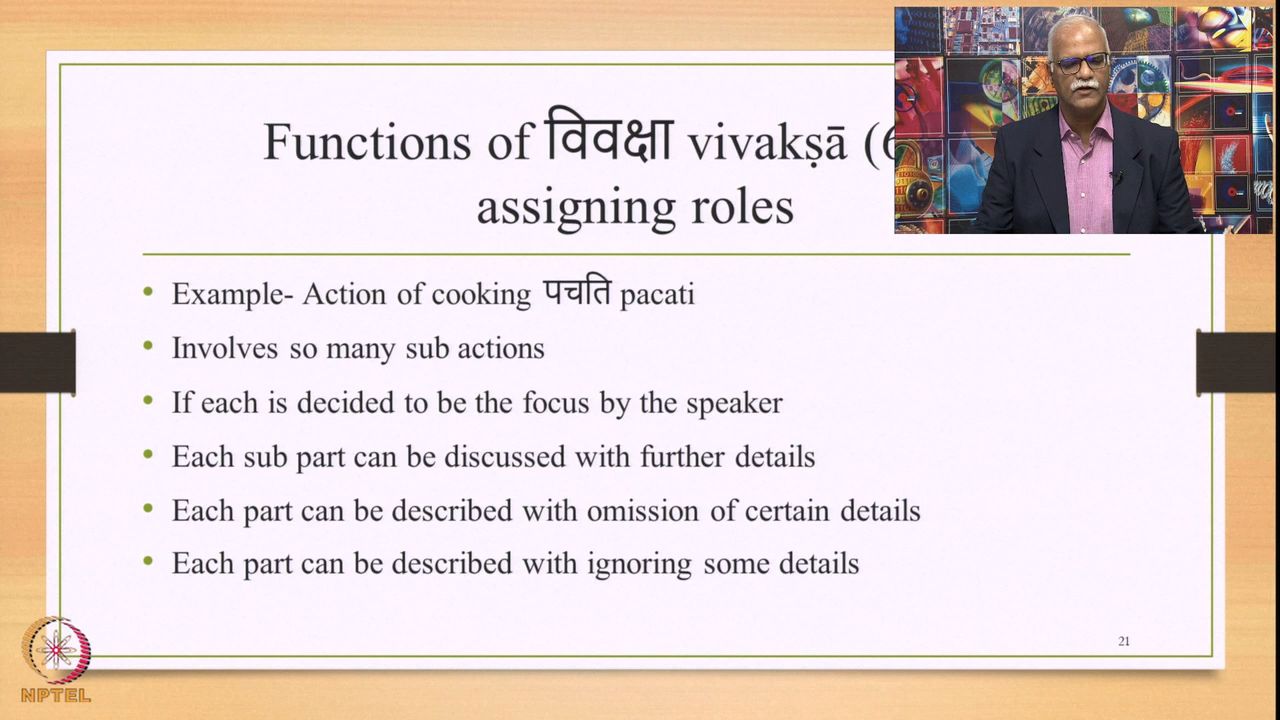 Functions of विवक्षा vivakṣā (6
assigning roles
Example- Action of cooking पचति pacati
Involves so many sub actions
If each is decided to be the focus by the speaker
Each sub part can be discussed with further details
Each part can be described with omission of certain details
Each part can be described with ignoring some details
21
NPTEL